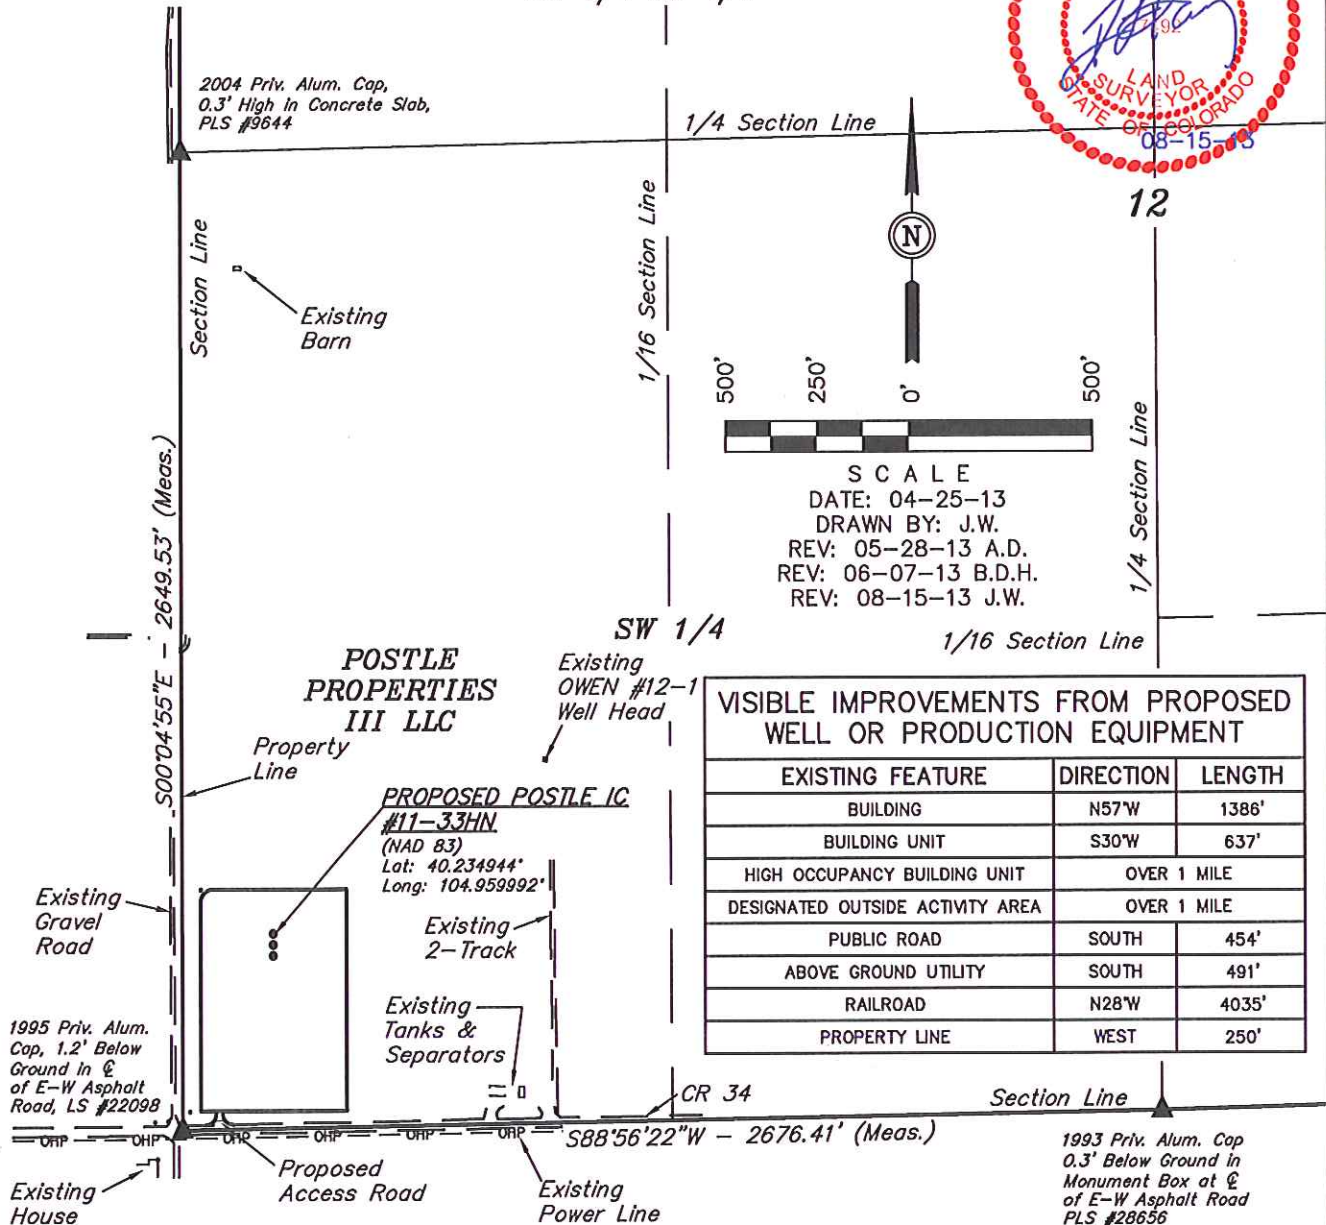 2004 Priv. Alum. Cap,
0.3' High in Concrete Slab,
PLS #9644
1/4 Section Line
LAND
SURVEYOR
STATE OF COLORADO
08-15-13
12
N
Section Line
1/16 Section Line
Existing
Barn
500' 250' 0' 500'
SCALE
DATE: 04-25-13
DRAWN BY: J.W.
REV: 05-28-13 A.D.
REV: 06-07-13 B.D.H.
REV: 08-15-13 J.W.
1/4 Section Line
S00°04'55"E - 2649.53' (Meas.)
SW 1/4
1/16 Section Line
POSTLE
PROPERTIES
III LLC
Existing
OWEN #12-1
Well Head
Property
Line
PROPOSED POSTLE IC
#11-33HN
(NAD 83)
Lat: 40.234944°
Long: 104.959992°
VISIBLE IMPROVEMENTS FROM PROPOSED
WELL OR PRODUCTION EQUIPMENT
EXISTING FEATURE DIRECTION LENGTH
BUILDING N57°W 1386'
BUILDING UNIT S30°W 637'
HIGH OCCUPANCY BUILDING UNIT OVER 1 MILE
DESIGNATED OUTSIDE ACTIVITY AREA OVER 1 MILE
PUBLIC ROAD SOUTH 454'
ABOVE GROUND UTILITY SOUTH 491'
RAILROAD N28°W 4035'
PROPERTY LINE WEST 250'
Existing
Gravel
Road
Existing
2-Track
Existing
Tanks &
Separators
1995 Priv. Alum.
Cap, 1.2' Below
Ground in ℄
of E-W Asphalt
Road, LS #22098
CR 34
Section Line
OHP OHP OHP OHP OHP OHP
S88°56'22"W - 2676.41' (Meas.)
Existing
House
Proposed
Access Road
Existing
Power Line
1993 Priv. Alum. Cap
0.3' Below Ground in
Monument Box at ℄
of E-W Asphalt Road
PLS #28656